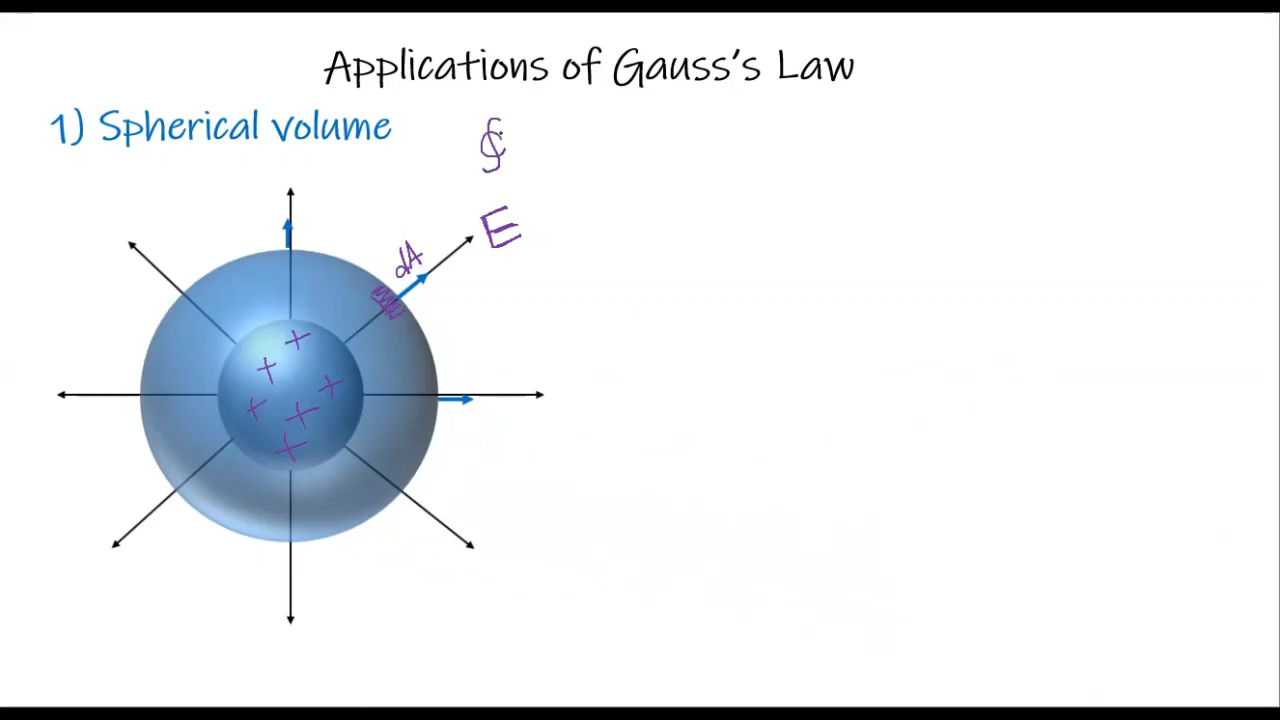 Applications of Gauss's Law
1) Spherical volume
∮
E
dA
+
+
+
+
+
+